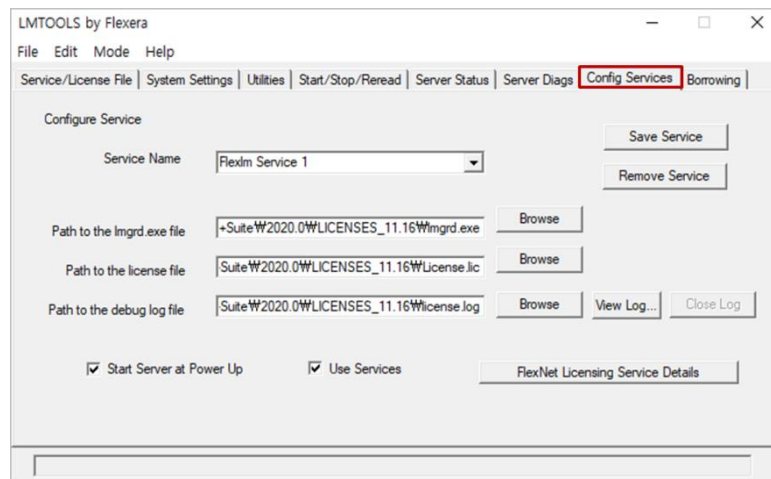 LMTOOLS by Flexera
File Edit Mode Help
Service/License File System Settings Utilities Start/Stop/Reread Server Status Server Diags Config Services Borrowing
Configure Service
Save Service
Service Name Flexlm Service 1
Remove Service
Path to the lmgrd.exe file +Suite₩2020.0₩LICENSES_11.16₩lmgrd.exe Browse
Path to the license file Suite₩2020.0₩LICENSES_11.16₩License.lic Browse
Path to the debug log file Suite₩2020.0₩LICENSES_11.16₩license.log Browse View Log... Close Log
Start Server at Power Up Use Services FlexNet Licensing Service Details